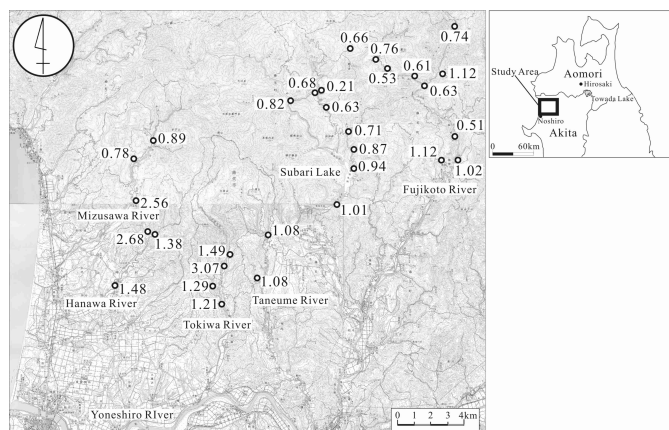 0.74
0.66
0.76
0.53
0.61
1.12
0.63
0.68
0.21
0.82
0.63
0.71
0.51
0.89
0.78
0.87
1.12
1.02
Subari Lake
0.94
Fujikoto River
2.56
1.01
Mizusawa River
2.68
1.38
1.08
1.49
3.07
1.48
1.29
1.08
Hanawa River
Taneume River
1.21
Tokiwa River
Yoneshiro RIver
0 1 2 3 4km
Study Area
Aomori
Hirosaki
Towada Lake
Noshiro
Akita
0 60km